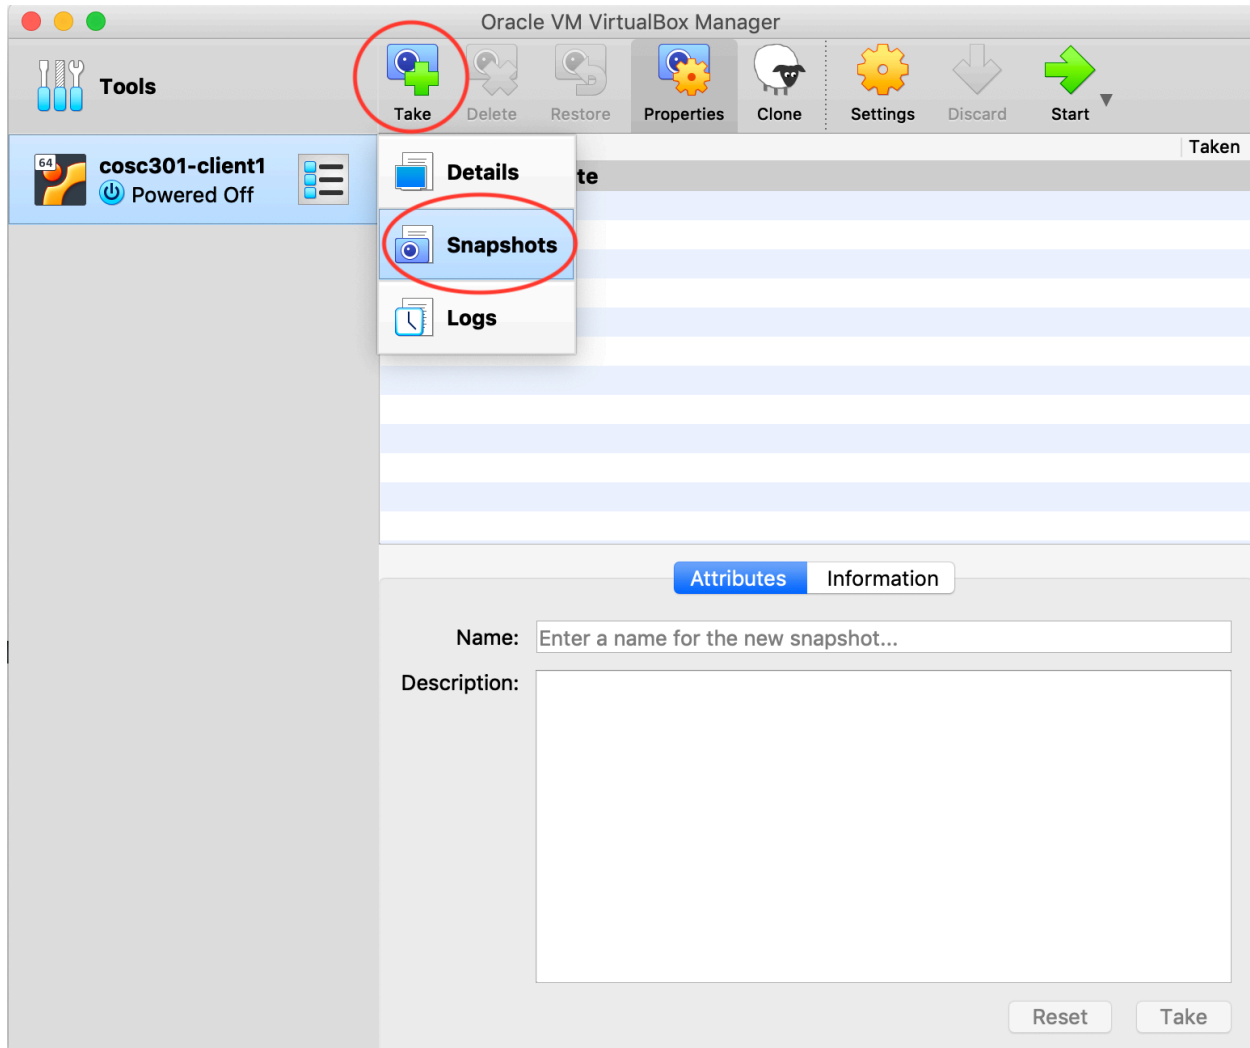 Oracle VM VirtualBox Manager
Tools
Take
Delete
Restore
Properties
Clone
Settings
Discard
Start
64
cosc301-client1
Powered Off
Taken
te
Details
Snapshots
Logs
Attributes
Information
Name:
Enter a name for the new snapshot...
Description:
Reset
Take